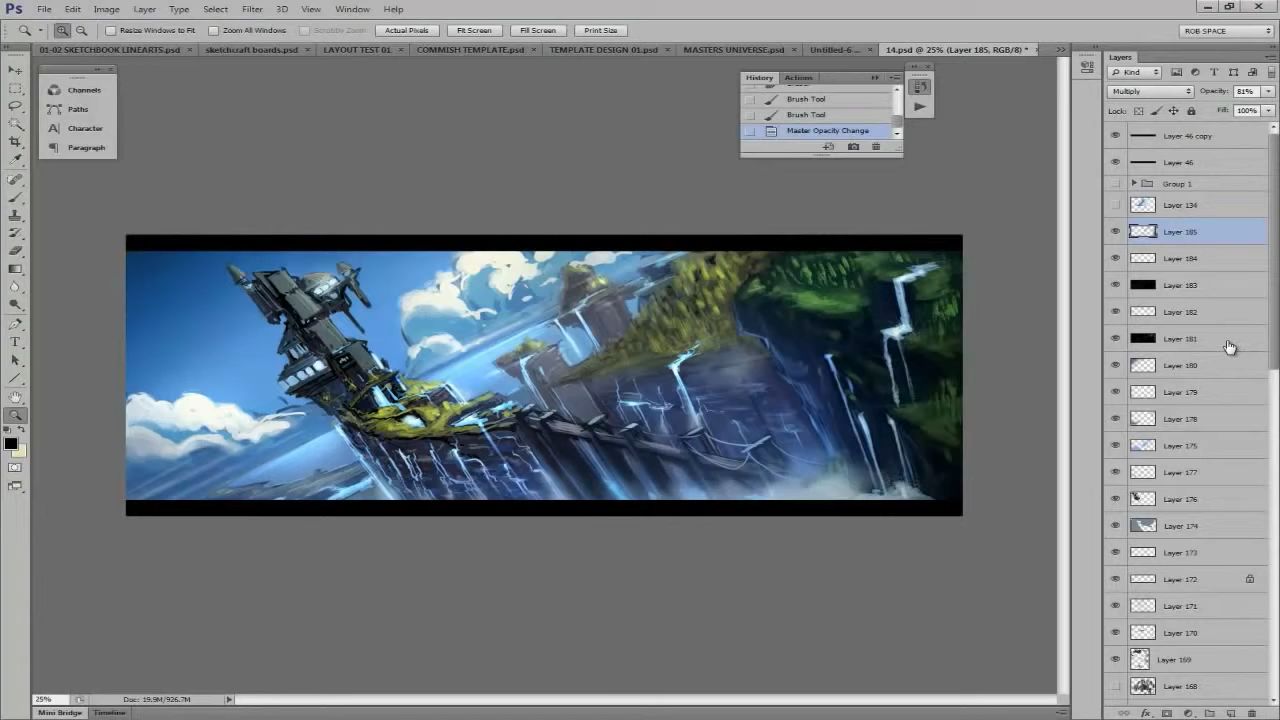 Ps File Edit Image Layer Type Select Filter 3D View Window Help
Resize Windows to Fit Zoom All Windows Scrubby Zoom Actual Pixels Fit Screen Fill Screen Print Size RGB SPACE
01-02 SKETCHBOOK LINEARTS.psd × sketchcraft boards.psd × LAYOUT TEST 01 × COMMISH TEMPLATE.psd × TEMPLATE DESIGN 01.psd × MASTERS UNIVERSE.psd × Untitled-6 ... × 14.psd @ 25% (Layer 185, RGB/8) * ×
Channels
Paths
Character
Paragraph
History Actions
Brush Tool
Brush Tool
Master Opacity Change
Layers
Kind
Multiply Opacity: 81%
Lock: Fill: 100%
Layer 46 copy
Layer 46
Group 1
Layer 134
Layer 185
Layer 184
Layer 183
Layer 182
Layer 181
Layer 180
Layer 179
Layer 178
Layer 175
Layer 177
Layer 176
Layer 174
Layer 173
Layer 172
Layer 171
Layer 170
Layer 169
Layer 168
25% Doc: 19.9M/926.7M
Mini Bridge Timeline